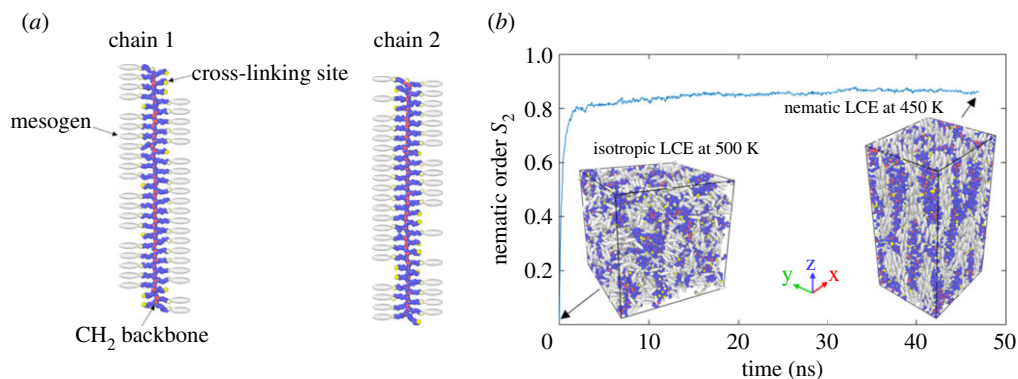 (a)
chain 1
chain 2
cross-linking site
mesogen
CH₂ backbone
(b)
nematic order S₂
1.0
0.8
0.6
0.4
0.2
0
10
20
30
40
50
time (ns)
nematic LCE at 450 K
isotropic LCE at 500 K
z
y
x